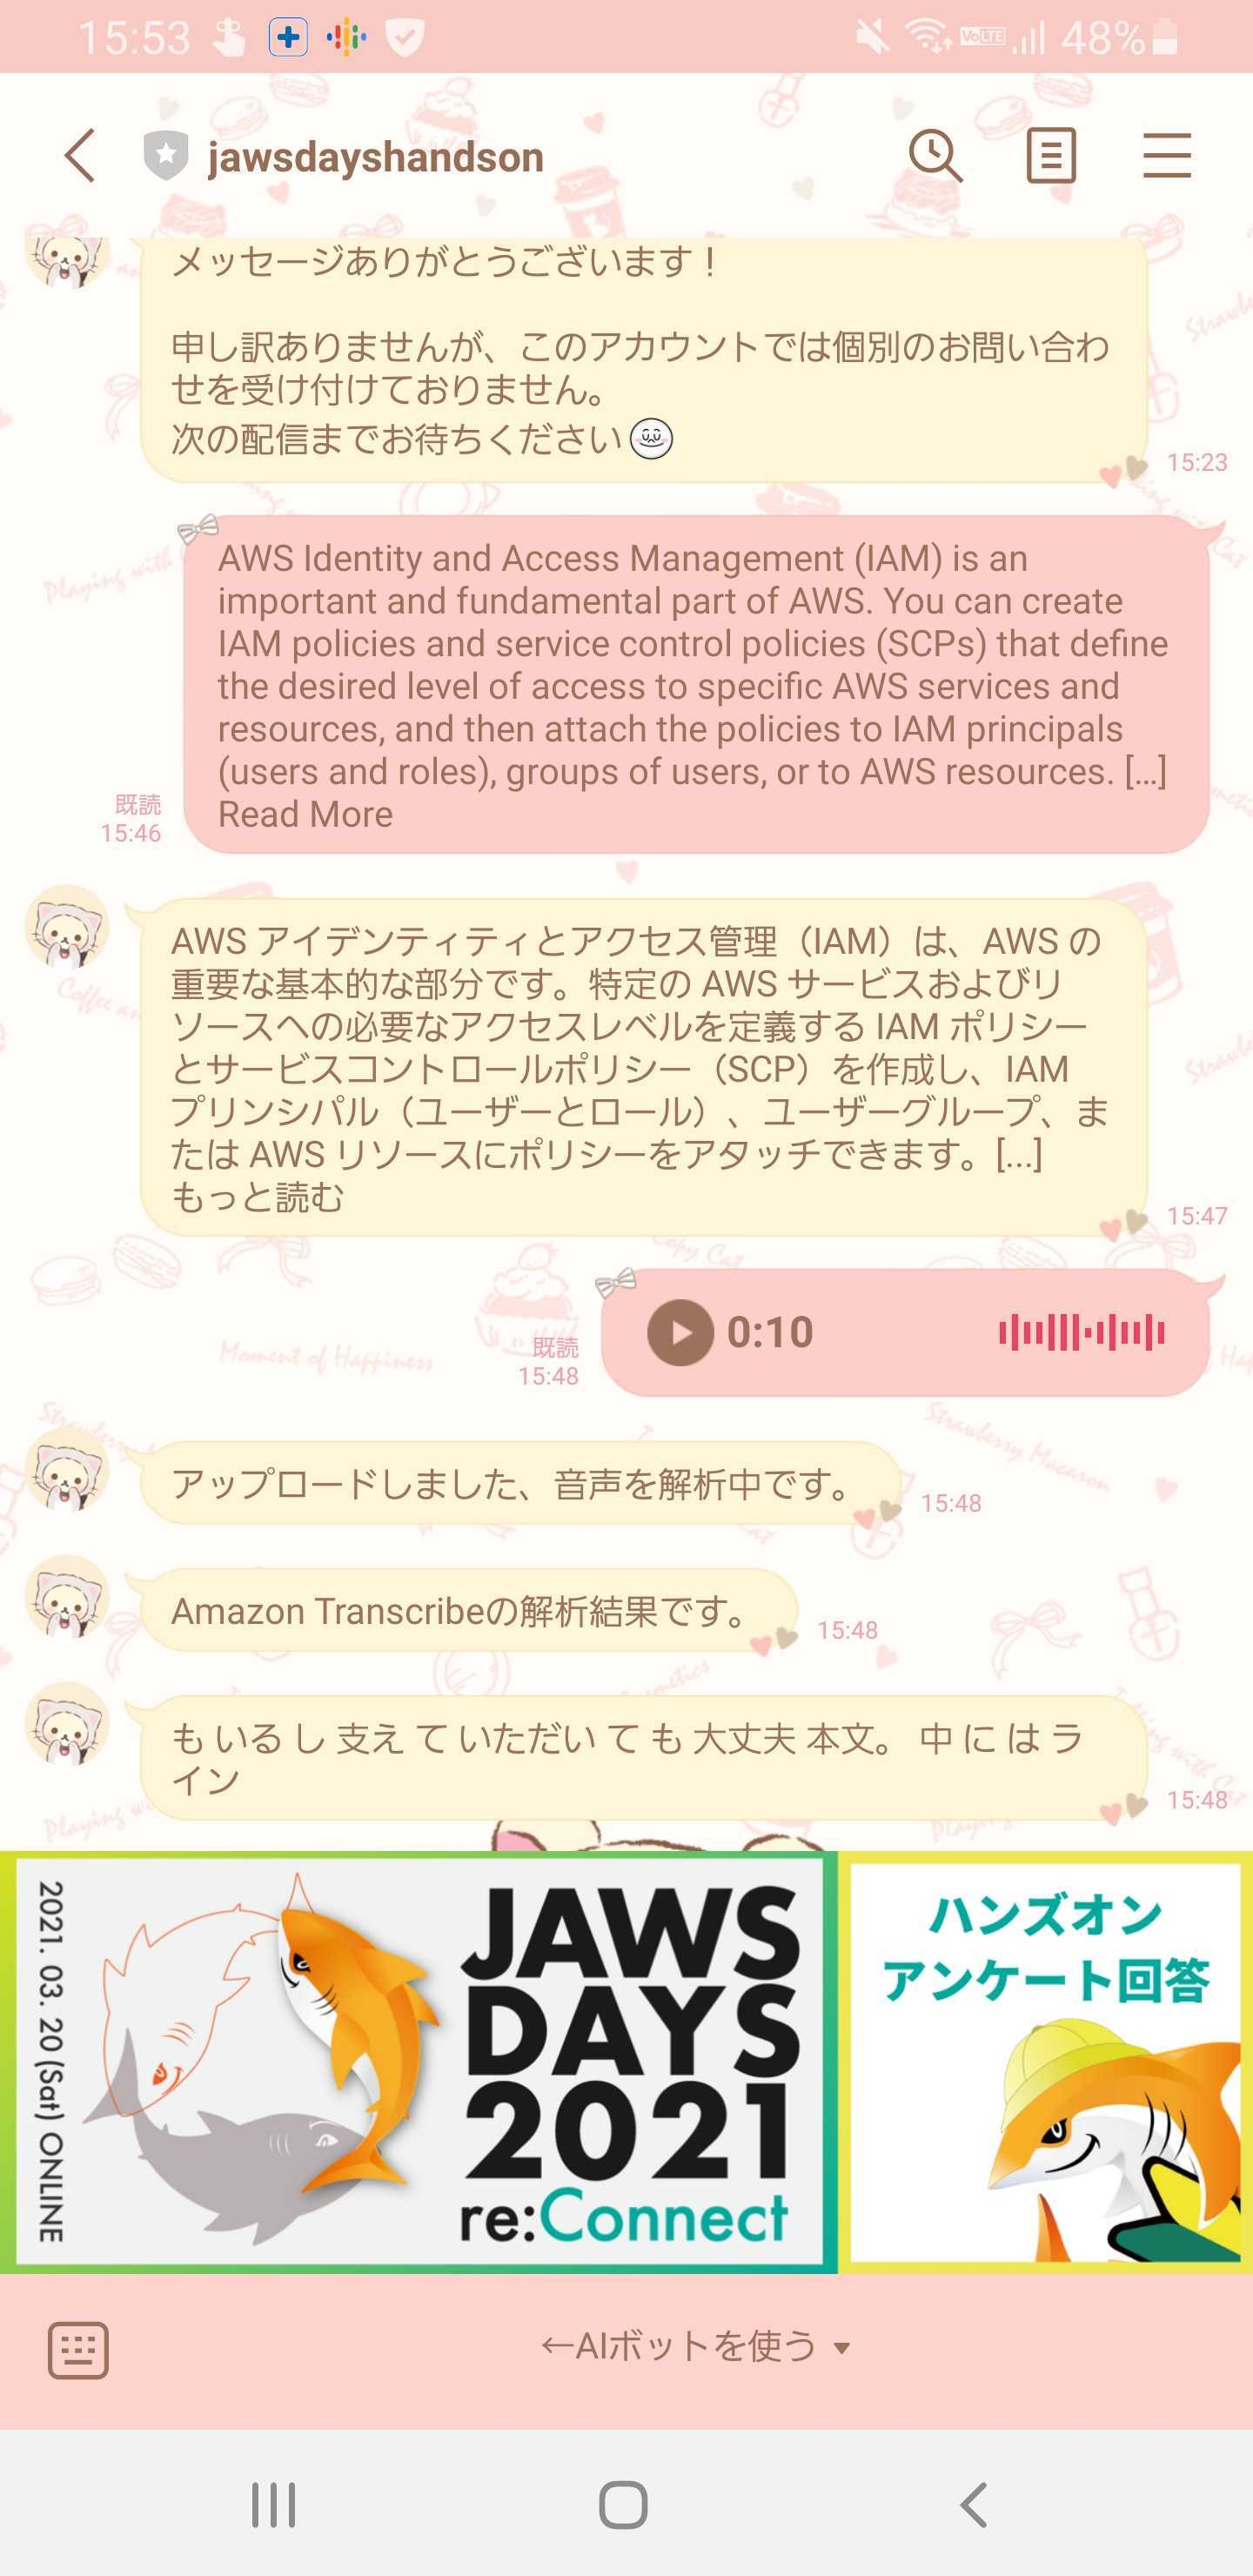 15:53
VoLTE
48%
jawsdayshandson
メッセージありがとうございます！
申し訳ありませんが、このアカウントでは個別のお問い合わ
せを受け付けておりません。
次の配信までお待ちください
15:23
AWS Identity and Access Management (IAM) is an
important and fundamental part of AWS. You can create
IAM policies and service control policies (SCPs) that define
the desired level of access to specific AWS services and
resources, and then attach the policies to IAM principals
(users and roles), groups of users, or to AWS resources. [...]
Read More
既読
15:46
AWS アイデンティティとアクセス管理（IAM）は、AWS の
重要な基本的な部分です。特定の AWS サービスおよびリ
ソースへの必要なアクセスレベルを定義する IAM ポリシー
とサービスコントロールポリシー（SCP）を作成し、IAM
プリンシパル（ユーザーとロール）、ユーザーグループ、ま
たは AWS リソースにポリシーをアタッチできます。[...]
もっと読む
15:47
0:10
既読
15:48
Moment of Happiness
Strawberry Macaron
アップロードしました、音声を解析中です。
15:48
Amazon Transcribeの解析結果です。
15:48
も いる し 支え て いただい て も 大丈夫 本文。 中 に は ラ
イン
15:48
2021. 03. 20 (Sat) ONLINE
JAWS
DAYS
2021
re:Connect
ハンズオン
アンケート回答
←AIボットを使う